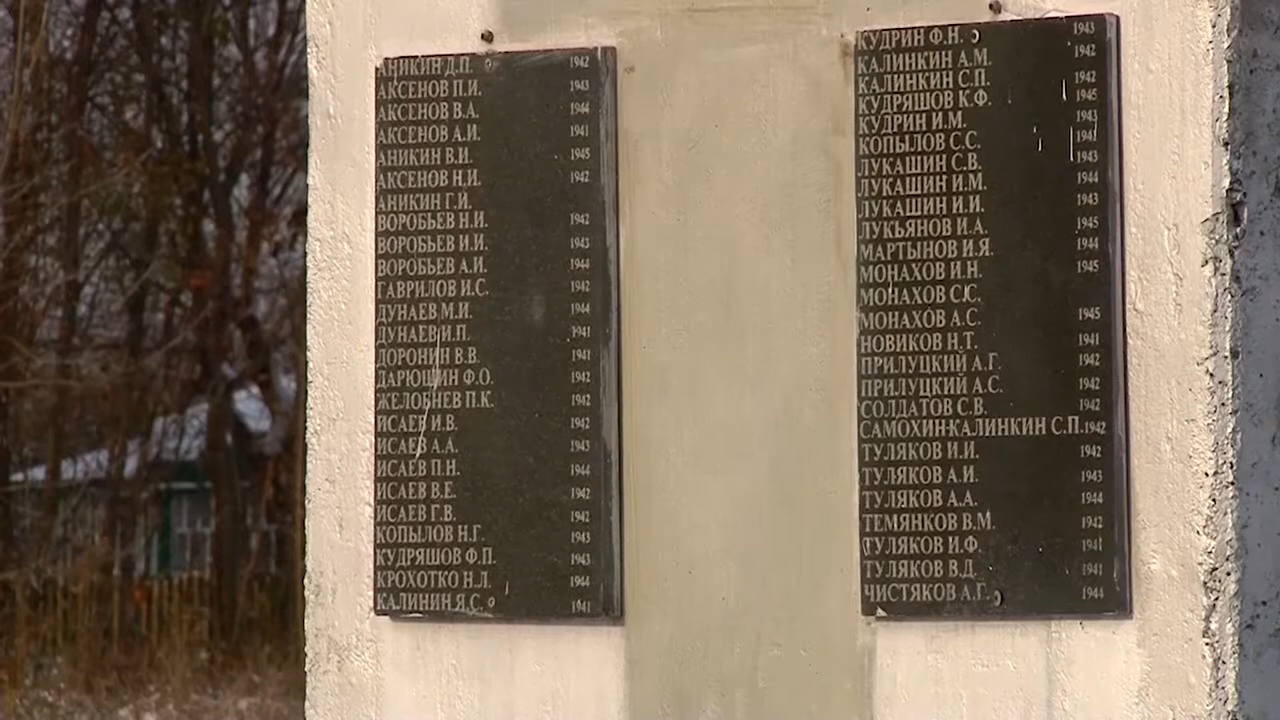 АНИКИН Д.П. 1942
АКСЕНОВ П.И. 1943
АКСЕНОВ В.А. 1944
АКСЕНОВ А.И. 1941
АНИКИН В.И. 1945
АКСЕНОВ Н.И. 1942
АНИКИН Г.И.
ВОРОБЬЕВ Н.И. 1942
ВОРОБЬЕВ И.И. 1943
ВОРОБЬЕВ А.И. 1944
ГАВРИЛОВ И.С. 1942
ДУНАЕВ М.И. 1944
ДУНАЕВ И.П. 1941
ДОРОНИН В.В. 1941
ДАРЮШИН Ф.О. 1942
ЖЕЛОБНЕВ П.К. 1942
ИСАЕВ И.В. 1942
ИСАЕВ А.А. 1943
ИСАЕВ П.Н. 1944
ИСАЕВ В.Е. 1942
ИСАЕВ Г.В. 1942
КОПЫЛОВ Н.Г. 1943
КУДРЯШОВ Ф.П. 1943
КРОХОТКО Н.Л. 1944
КАЛИНИН Я.С. 1941
КУДРИН Ф.Н. 1943
КАЛИНКИН А.М. 1942
КАЛИНКИН С.П. 1942
КУДРЯШОВ К.Ф. 1945
КУДРИН И.М. 1943
КОПЫЛОВ С.С. 1941
ЛУКАШИН С.В. 1943
ЛУКАШИН И.М. 1944
ЛУКАШИН И.И. 1943
ЛУКЬЯНОВ И.А. 1945
МАРТЫНОВ И.Я. 1944
МОНАХОВ И.Н. 1945
МОНАХОВ С.С.
МОНАХОВ А.С. 1945
НОВИКОВ Н.Т. 1941
ПРИЛУЦКИЙ А.Г. 1942
ПРИЛУЦКИЙ А.С. 1942
СОЛДАТОВ С.В. 1942
САМОХИН-КАЛИНКИН С.П. 1942
ТУЛЯКОВ И.И. 1942
ТУЛЯКОВ А.И. 1943
ТУЛЯКОВ А.А. 1944
ТЕМЯНКОВ В.М. 1942
ТУЛЯКОВ И.Ф. 1941
ТУЛЯКОВ В.Д. 1941
ЧИСТЯКОВ А.Г. 1944